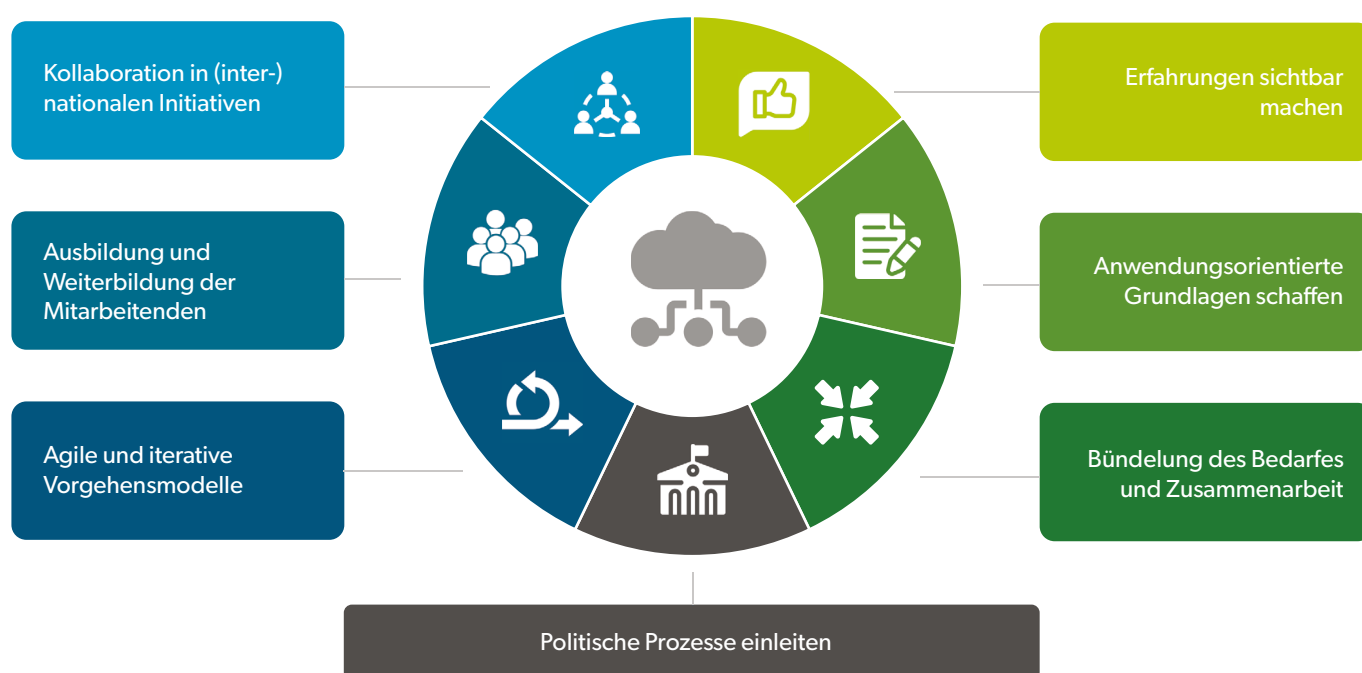 Kollaboration in (inter-)
nationalen Initiativen
Erfahrungen sichtbar
machen
Ausbildung und
Weiterbildung der
Mitarbeitenden
Anwendungsorientierte
Grundlagen schaffen
Agile und iterative
Vorgehensmodelle
Bündelung des Bedarfes
und Zusammenarbeit
Politische Prozesse einleiten